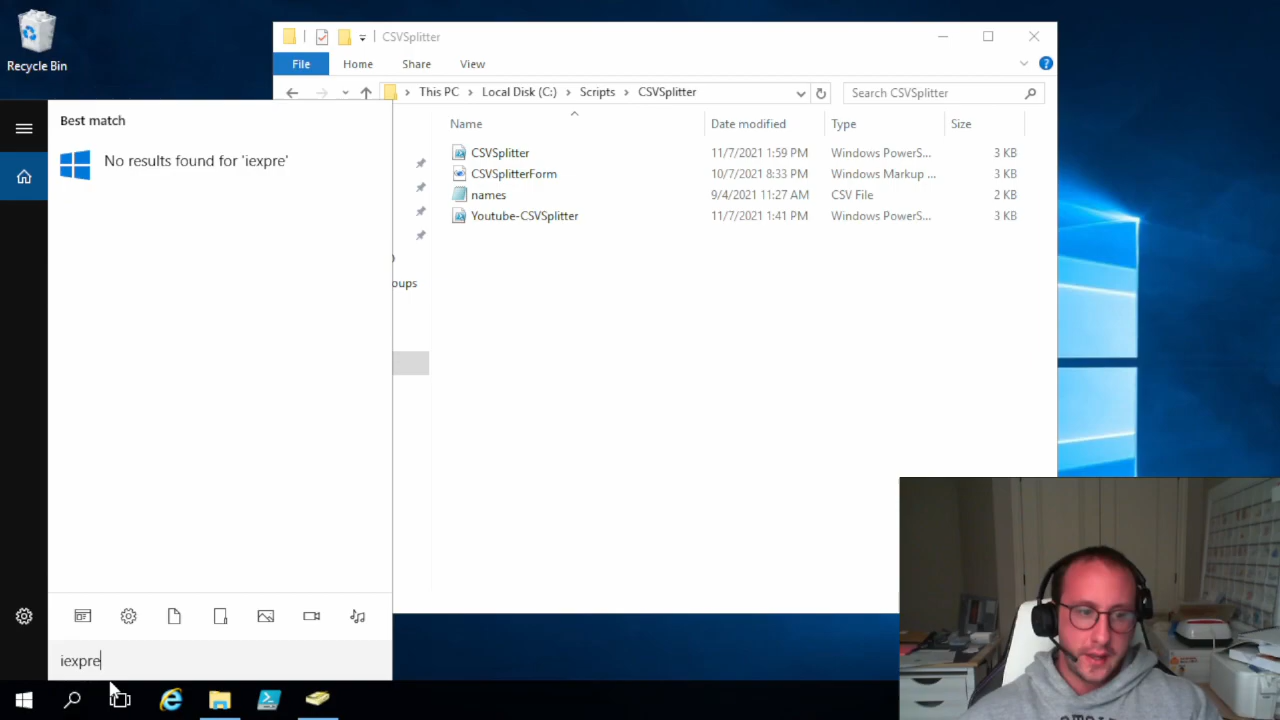 Recycle Bin
CSVSplitter
File Home Share View
This PC Local Disk (C:) Scripts CSVSplitter
Search CSVSplitter
Name Date modified Type Size
CSVSplitter 11/7/2021 1:59 PM Windows PowerS... 3 KB
CSVSplitterForm 10/7/2021 8:33 PM Windows Markup ... 3 KB
names 9/4/2021 11:27 AM CSV File 2 KB
Youtube-CSVSplitter 11/7/2021 1:41 PM Windows PowerS... 3 KB
oups
Best match
No results found for 'iexpre'
iexpre